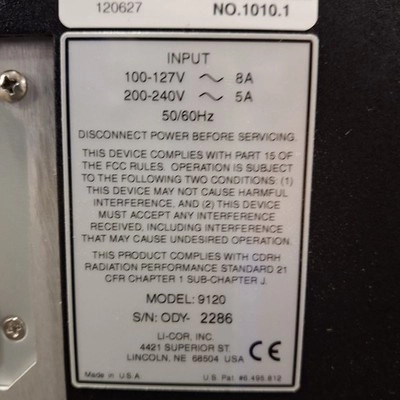 120627 NO.1010.1
INPUT
100-127V ~ 8A
200-240V ~ 5A
50/60Hz
DISCONNECT POWER BEFORE SERVICING.
THIS DEVICE COMPLIES WITH PART 15 OF
THE FCC RULES. OPERATION IS SUBJECT
TO THE FOLLOWING TWO CONDITIONS: (1)
THIS DEVICE MAY NOT CAUSE HARMFUL
INTERFERENCE, AND (2) THIS DEVICE
MUST ACCEPT ANY INTERFERENCE
RECEIVED, INCLUDING INTERFERENCE
THAT MAY CAUSE UNDESIRED OPERATION.
THIS PRODUCT COMPLIES WITH CDRH
RADIATION PERFORMANCE STANDARD 21
CFR CHAPTER 1 SUB-CHAPTER J.
MODEL: 9120
S/N: ODY- 2286
LI-COR, INC.
4421 SUPERIOR ST.
LINCOLN, NE 68504 USA
CE
Made in U.S.A. U.S. Pat #6,495,812